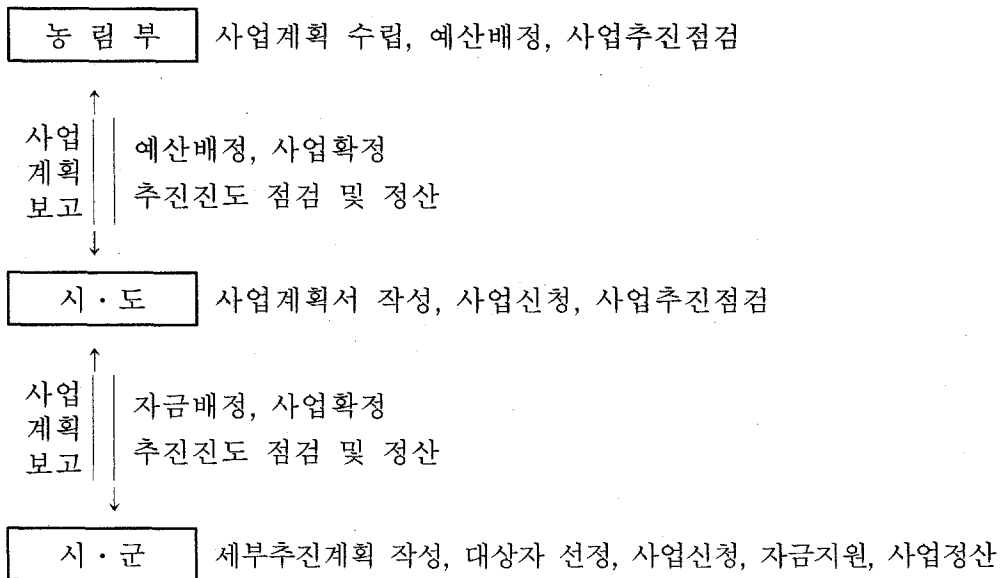 농 림 부 사업계획 수립, 예산배정, 사업추진점검
사업
계획
보고
예산배정, 사업확정
추진진도 점검 및 정산
시 · 도 사업계획서 작성, 사업신청, 사업추진점검
사업
계획
보고
자금배정, 사업확정
추진진도 점검 및 정산
시 · 군 세부추진계획 작성, 대상자 선정, 사업신청, 자금지원, 사업정산